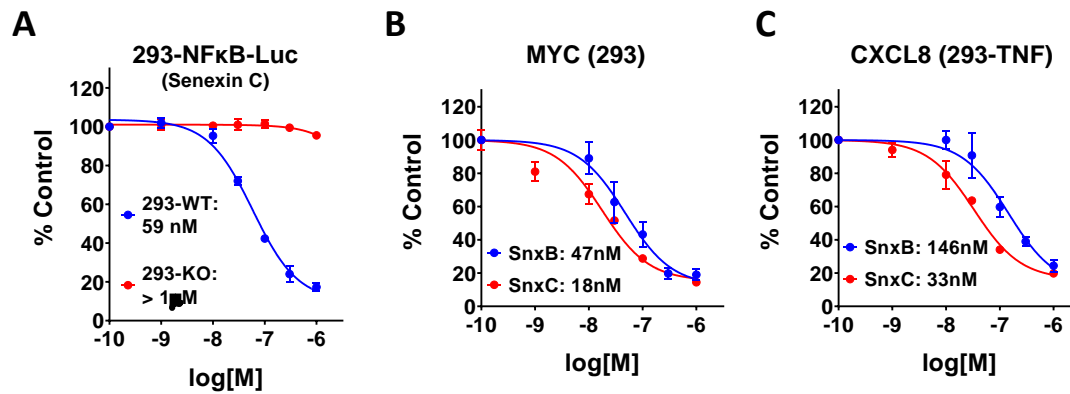 A
293-NFκB-Luc
(Senexin C)
% Control
120
100
80
60
40
20
0
293-WT:
59 nM
293-KO:
> 1 M
-10 -9 -8 -7 -6
log[M]
B
MYC (293)
% Control
120
100
80
60
40
20
0
SnxB: 47nM
SnxC: 18nM
-10 -9 -8 -7 -6
log[M]
C
CXCL8 (293-TNF)
% Control
120
100
80
60
40
20
0
SnxB: 146nM
SnxC: 33nM
-10 -9 -8 -7 -6
log[M]